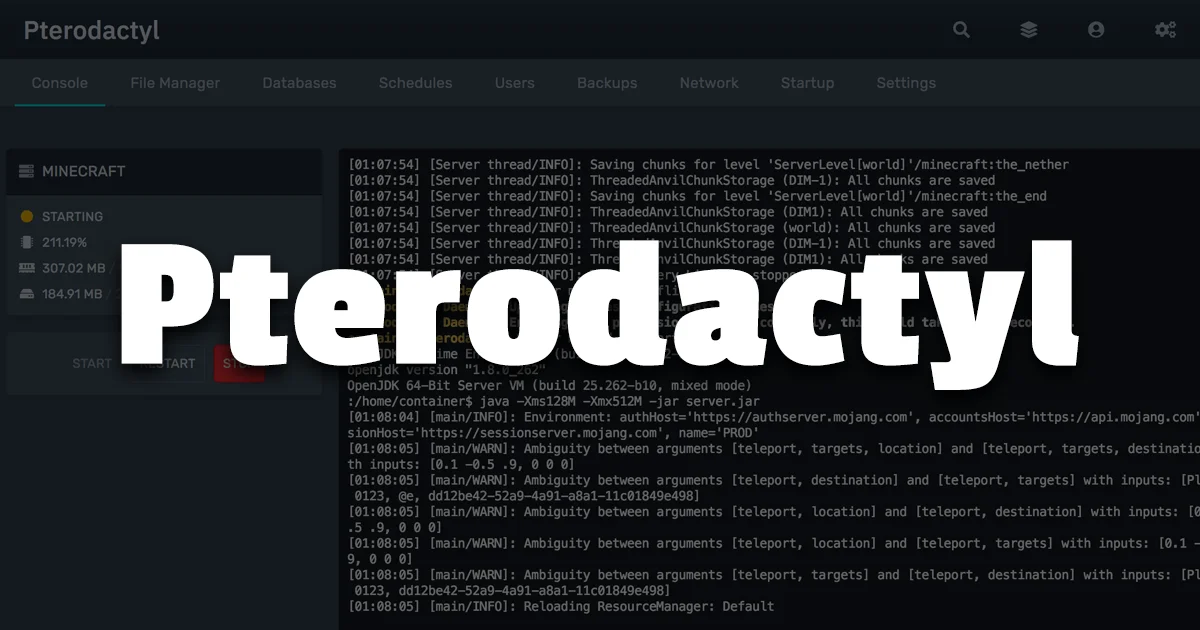 Pterodactyl
Console File Manager Databases Schedules Users Backups Network Startup Settings
MINECRAFT
STARTING
211.19%
307.02 MB
184.91 MB
START RESTART
Pterodactyl
[01:07:54] [Server thread/INFO]: Saving chunks for level 'ServerLevel[world]'/minecraft:the_nether
[01:07:54] [Server thread/INFO]: ThreadedAnvilChunkStorage (DIM-1): All chunks are saved
[01:07:54] [Server thread/INFO]: Saving chunks for level 'ServerLevel[world]'/minecraft:the_end
[01:07:54] [Server thread/INFO]: ThreadedAnvilChunkStorage (DIM1): All chunks are saved
[01:07:54] [Server thread/INFO]: ThreadedAnvilChunkStorage (world): All chunks are saved
[01:07:54] [Server thread/INFO]: ThreadedAnvilChunkStorage (DIM-1): All chunks are saved
[01:07:54] [Server thread/INFO]: ThreadedAnvilChunkStorage (DIM1): All chunks are saved
openjdk version "1.8.0_262"
OpenJDK 64-Bit Server VM (build 25.262-b10, mixed mode)
:/home/container$ java -Xms128M -Xmx512M -jar server.jar
[01:08:04] [main/INFO]: Environment: authHost='https://authserver.mojang.com', accountsHost='https://api.mojang.com'
sionHost='https://sessionserver.mojang.com', name='PROD'
[01:08:05] [main/WARN]: Ambiguity between arguments [teleport, targets, location] and [teleport, targets, destinatio
th inputs: [0.1 -0.5 .9, 0 0 0]
[01:08:05] [main/WARN]: Ambiguity between arguments [teleport, destination] and [teleport, targets] with inputs: [Pl
0123, @e, dd12be42-52a9-4a91-a8a1-11c01849e498]
[01:08:05] [main/WARN]: Ambiguity between arguments [teleport, location] and [teleport, destination] with inputs: [0
.5 .9, 0 0 0]
[01:08:05] [main/WARN]: Ambiguity between arguments [teleport, location] and [teleport, targets] with inputs: [0.1 -
9, 0 0 0]
[01:08:05] [main/WARN]: Ambiguity between arguments [teleport, targets] and [teleport, destination] with inputs: [Pl
0123, dd12be42-52a9-4a91-a8a1-11c01849e498]
[01:08:05] [main/INFO]: Reloading ResourceManager: Default